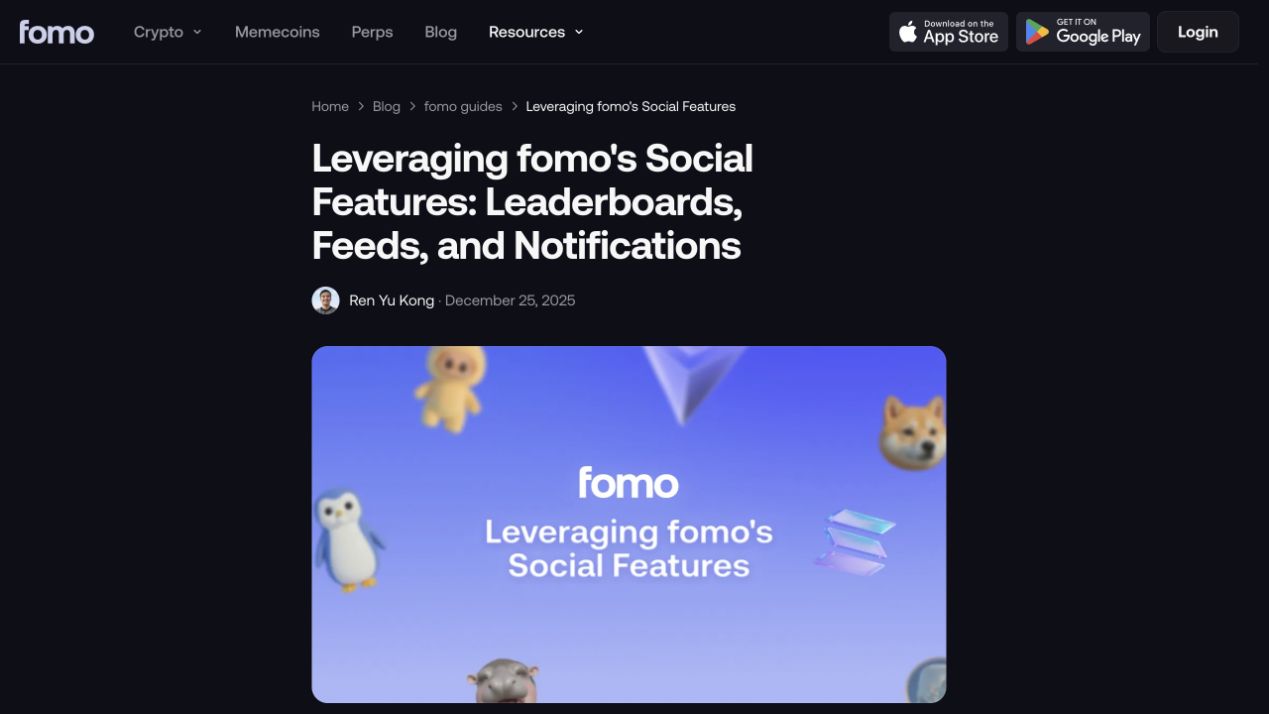 fomo
Crypto
Memecoins
Perps
Blog
Resources
Download on the
App Store
GET IT ON
Google Play
Login
Home > Blog > fomo guides > Leveraging fomo's Social Features
Leveraging fomo's Social
Features: Leaderboards,
Feeds, and Notifications
Ren Yu Kong · December 25, 2025
fomo
Leveraging fomo's
Social Features